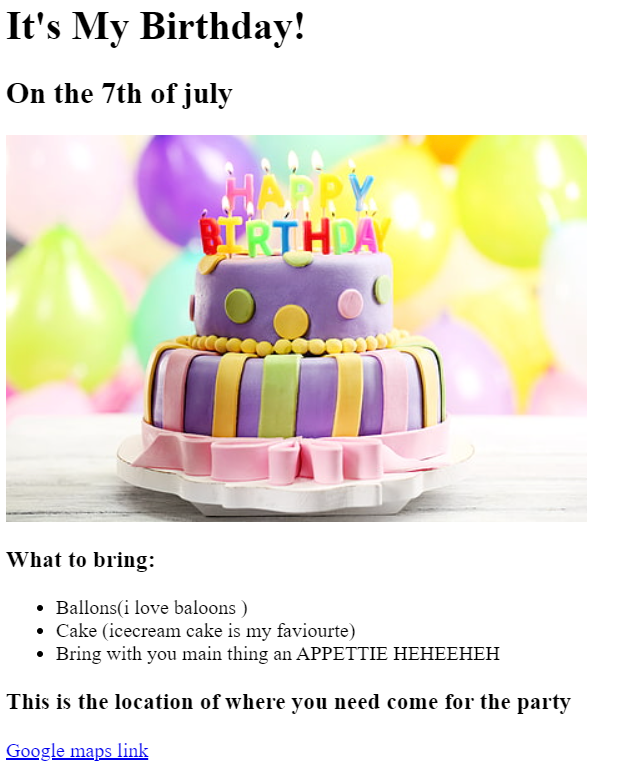 It's My Birthday!
On the 7th of july
HAPPY
BIRTHDAY
What to bring:
Ballons(i love baloons )
Cake (icecream cake is my faviourte)
Bring with you main thing an APPETTIE HEHEEHEH
This is the location of where you need come for the party
Google maps link